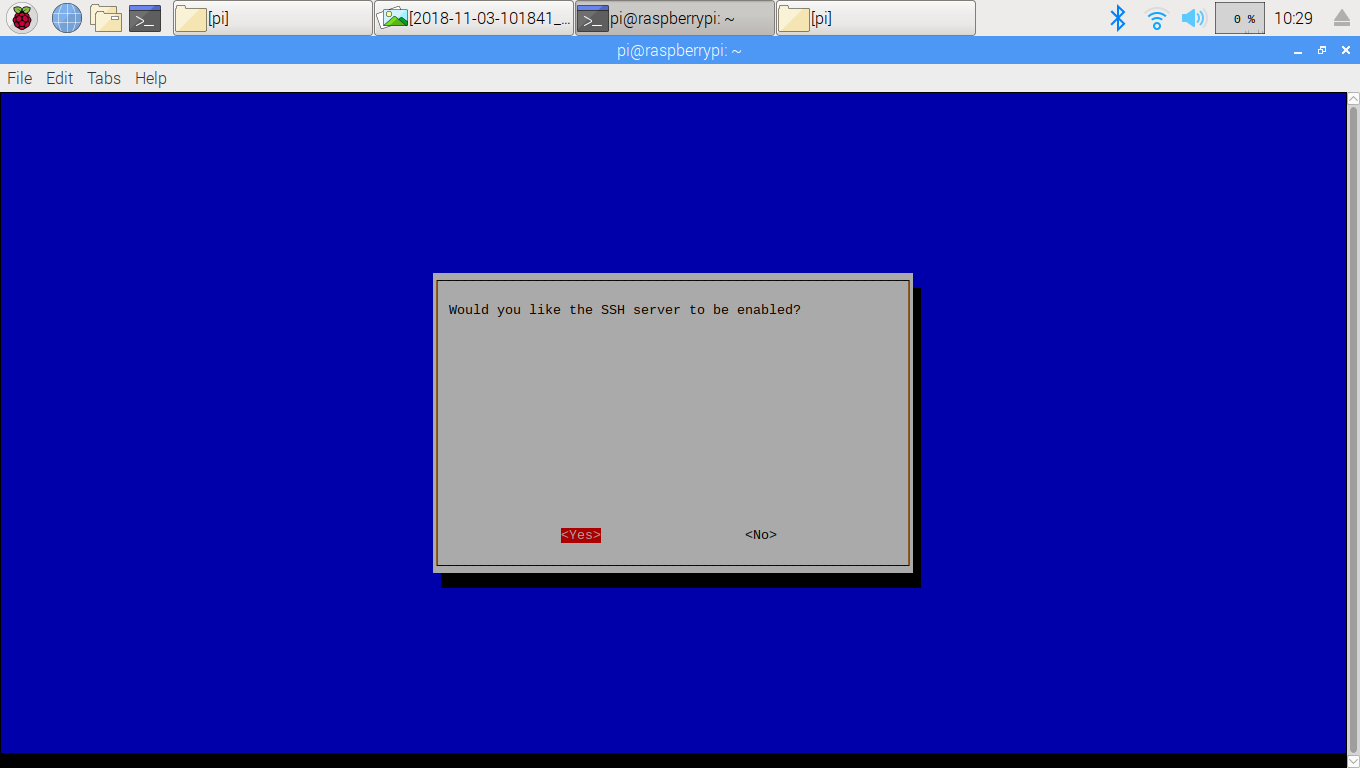 [pi]
[2018-11-03-101841_...
pi@raspberrypi: ~
[pi]
0 %
10:29
pi@raspberrypi: ~
File Edit Tabs Help
Would you like the SSH server to be enabled?
<Yes> <No>